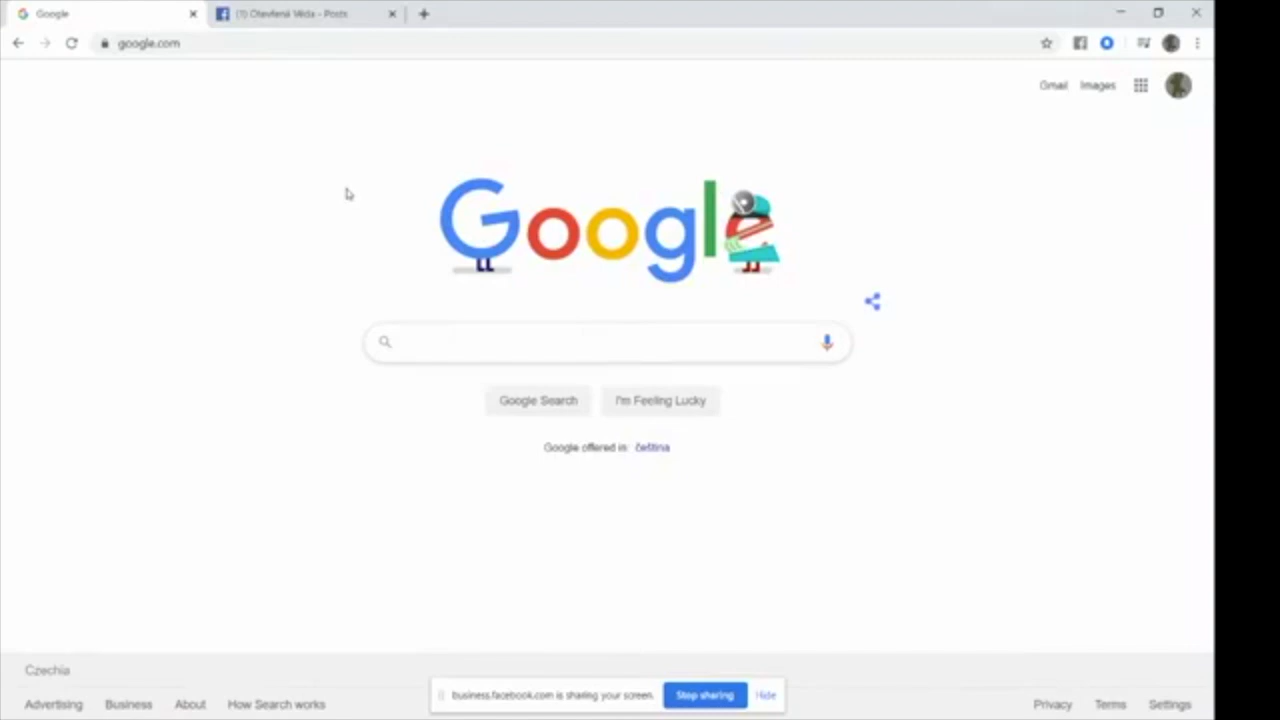 Google
(1) Otevřená Věda - Posts
google.com
Gmail Images
Google
Google Search
I'm Feeling Lucky
Google offered in: čeština
Czechia
business.facebook.com is sharing your screen.
Stop sharing
Hide
Advertising Business About How Search works
Privacy Terms Settings